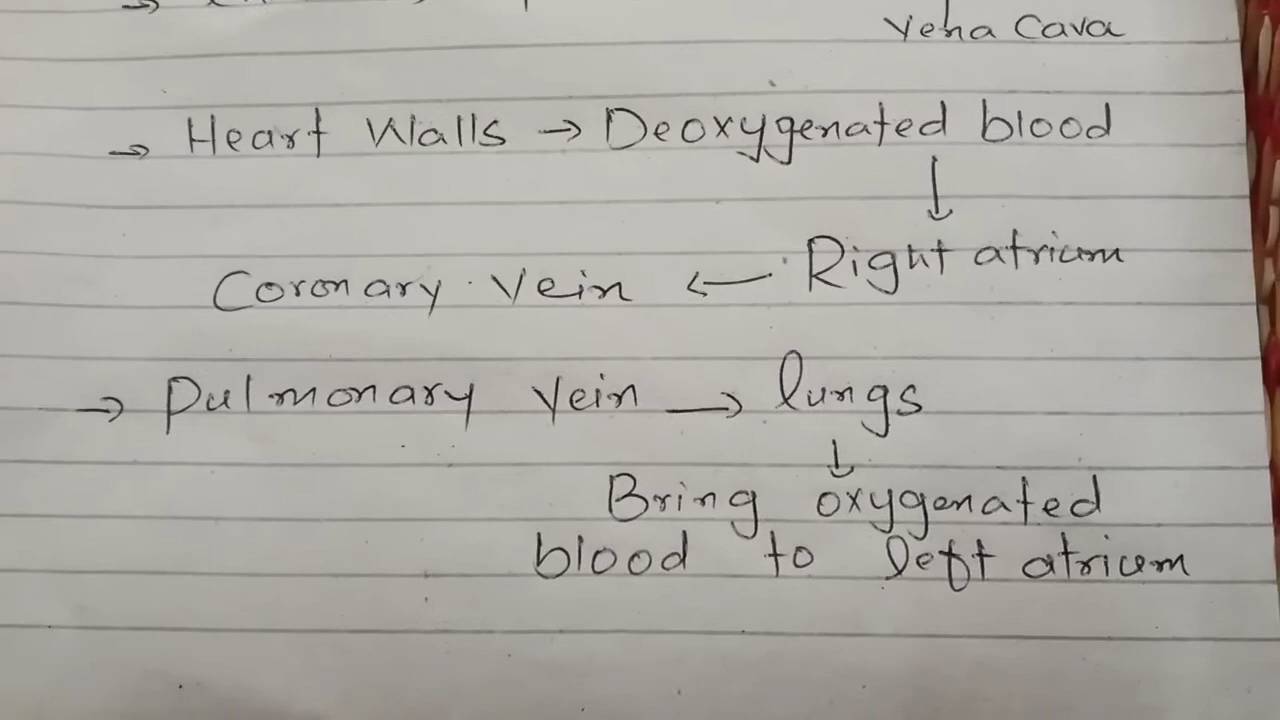 Vena Cava
→ Heart Walls → Deoxygenated blood
↓
Coronary Vein ← Right atrium
→ Pulmonary Vein → lungs
↓
Bring oxygenated
blood to left atrium